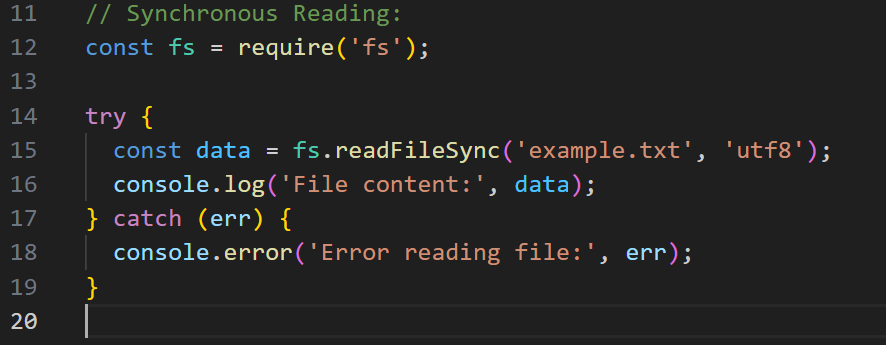 11 // Synchronous Reading:
12 const fs = require('fs');
13
14 try {
15   const data = fs.readFileSync('example.txt', 'utf8');
16   console.log('File content:', data);
17 } catch (err) {
18   console.error('Error reading file:', err);
19 }
20